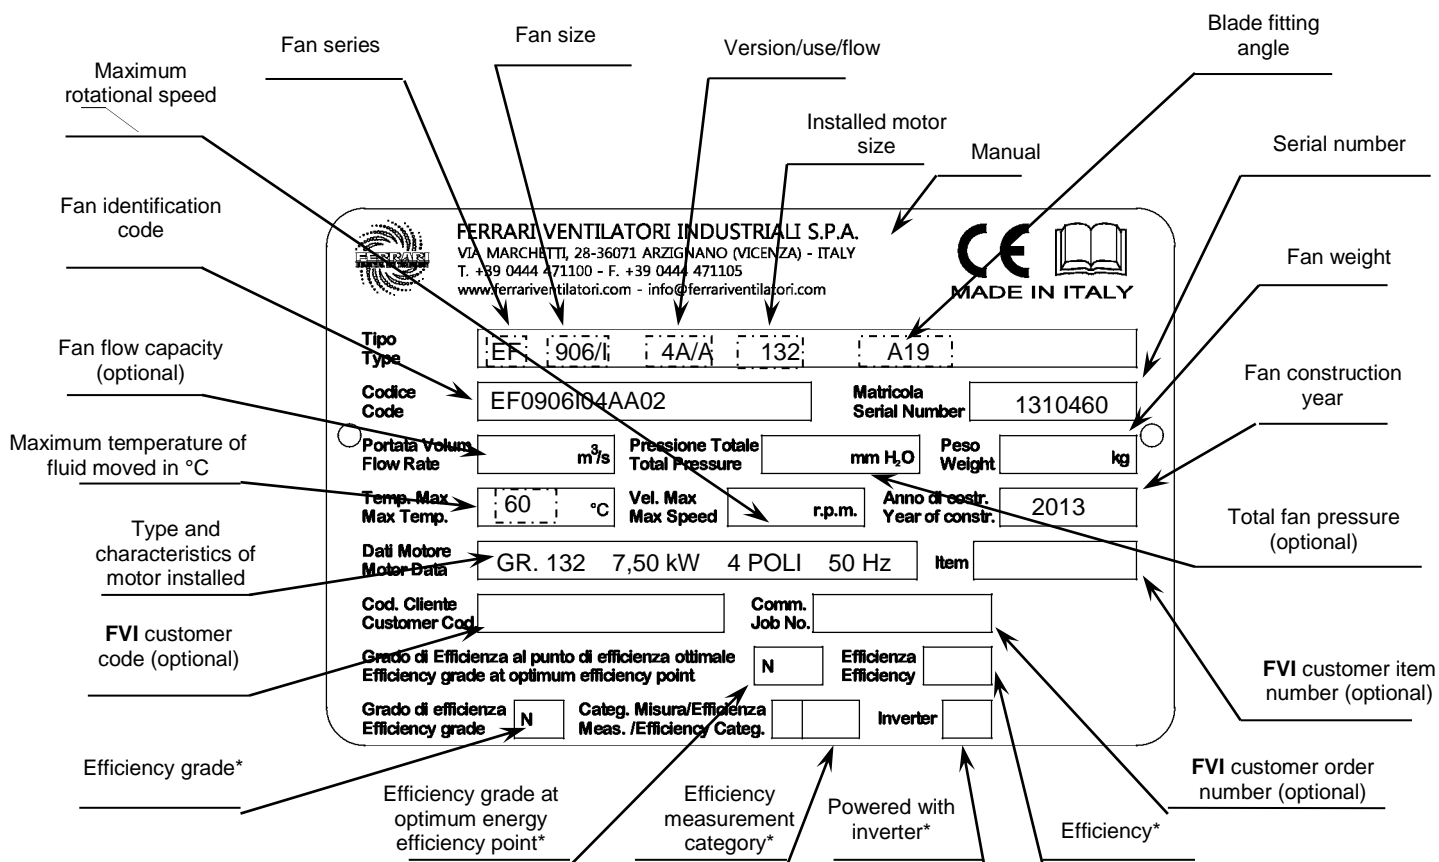 Fan series
Fan size
Version/use/flow
Blade fitting
angle
Maximum
rotational speed
Installed motor
size
Manual
Serial number
Fan identification
code
FERRARI
FERRARI VENTILATORI INDUSTRIALI S.P.A.
VIA MARCHETTI, 28-36071 ARZIGNANO (VICENZA) - ITALY
T. +39 0444 471100 - F. +39 0444 471105
www.ferrariventilatori.com - info@ferrariventilatori.com
CE
MADE IN ITALY
Fan weight
Tipo
Type
EF 906/I 4A/A 132 A19
Fan flow capacity
(optional)
Codice
Code
EF0906I04AA02
Matricola
Serial Number
1310460
Fan construction
year
Maximum temperature of
fluid moved in °C
Portata Volum
Flow Rate
m³/s
Pressione Totale
Total Pressure
mm H₂O
Peso
Weight
kg
Temp. Max
Max Temp.
60 °C
Vel. Max
Max Speed
r.p.m.
Anno di costr.
Year of constr.
2013
Type and
characteristics of
motor installed
Total fan pressure
(optional)
Dati Motore
Motor Data
GR. 132 7,50 kW 4 POLI 50 Hz
Item
Cod. Cliente
Customer Cod
Comm.
Job No.
FVI customer
code (optional)
Grado di Efficienza al punto di efficienza ottimale
Efficiency grade at optimum efficiency point
N
Efficienza
Efficiency
FVI customer item
number (optional)
Grado di efficienza
Efficiency grade
N
Categ. Misura/Efficienza
Meas. /Efficiency Categ.
Inverter
Efficiency grade*
FVI customer order
number (optional)
Efficiency grade at
optimum energy
efficiency point*
Efficiency
measurement
category*
Powered with
inverter*
Efficiency*